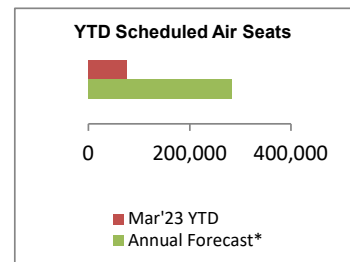 YTD Scheduled Air Seats
0 200,000 400,000
Mar'23 YTD
Annual Forecast*